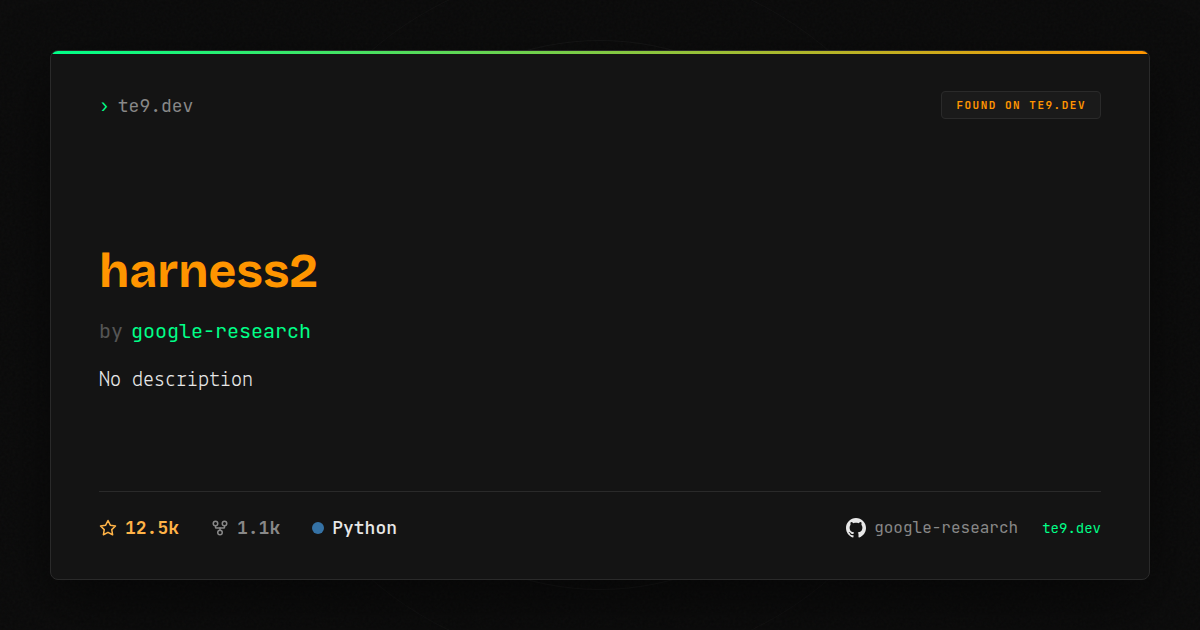 › te9.dev
FOUND ON TE9.DEV
harness2
by google-research
No description
12.5k 1.1k Python
google-research te9.dev